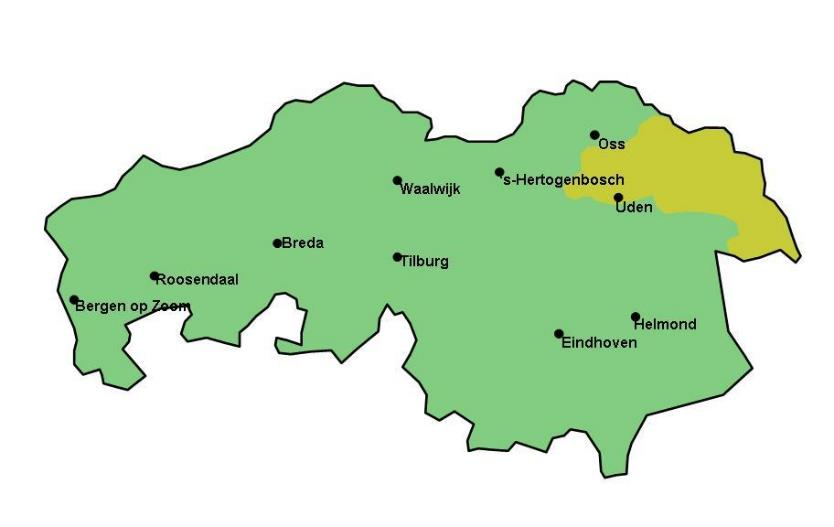 Oss
's-Hertogenbosch
Waalwijk
Uden
Breda
Tilburg
Roosendaal
Bergen op Zoom
Helmond
Eindhoven